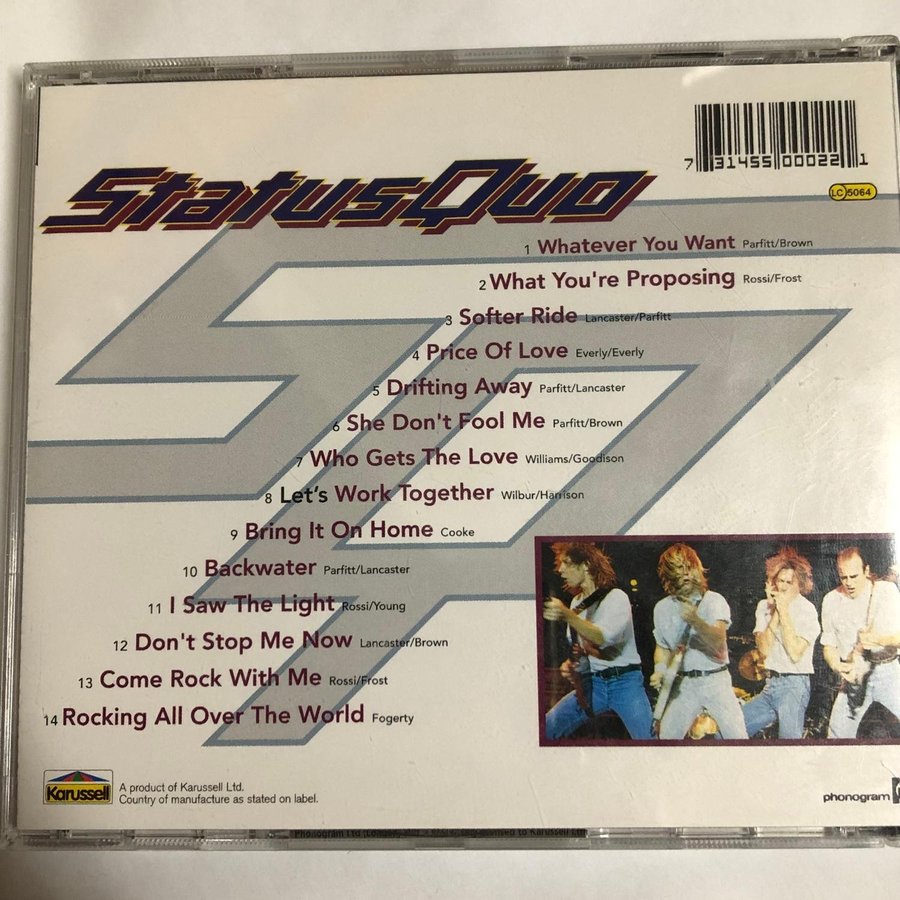 7 31455 00022 1
LC 5064
StatusQuo
1 Whatever You Want Parfitt/Brown
2 What You're Proposing Rossi/Frost
3 Softer Ride Lancaster/Parfitt
4 Price Of Love Everly/Everly
5 Drifting Away Parfitt/Lancaster
6 She Don't Fool Me Parfitt/Brown
7 Who Gets The Love Williams/Goodison
8 Let's Work Together Wilbur/Harrison
9 Bring It On Home Cooke
10 Backwater Parfitt/Lancaster
11 I Saw The Light Rossi/Young
12 Don't Stop Me Now Lancaster/Brown
13 Come Rock With Me Rossi/Frost
14 Rocking All Over The World Fogerty
Karussell
A product of Karussell Ltd.
Country of manufacture as stated on label.
phonogram